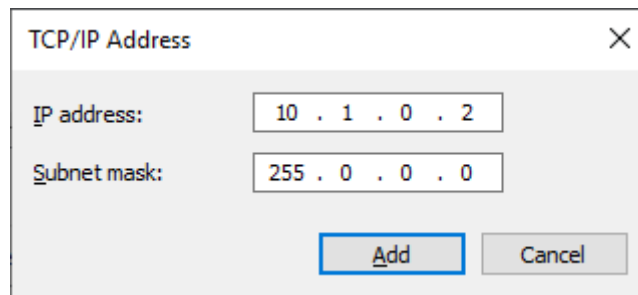 TCP/IP Address
IP address: 10 . 1 . 0 . 2
Subnet mask: 255 . 0 . 0 . 0
Add Cancel